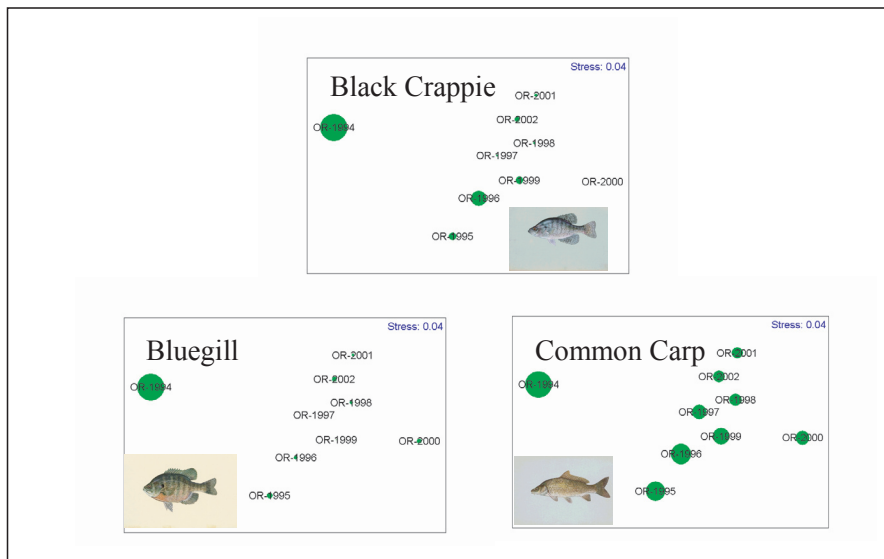 Stress: 0.04
Black Crappie
OR-2001
OR-2002
OR-1994
OR-1998
OR-1997
OR-1999
OR-2000
OR-1996
OR-1995
Stress: 0.04
Bluegill
OR-2001
OR-2002
OR-1994
OR-1998
OR-1997
OR-1999
OR-2000
OR-1996
OR-1995
Stress: 0.04
Common Carp
OR-2001
OR-2002
OR-1994
OR-1998
OR-1997
OR-1999
OR-2000
OR-1996
OR-1995